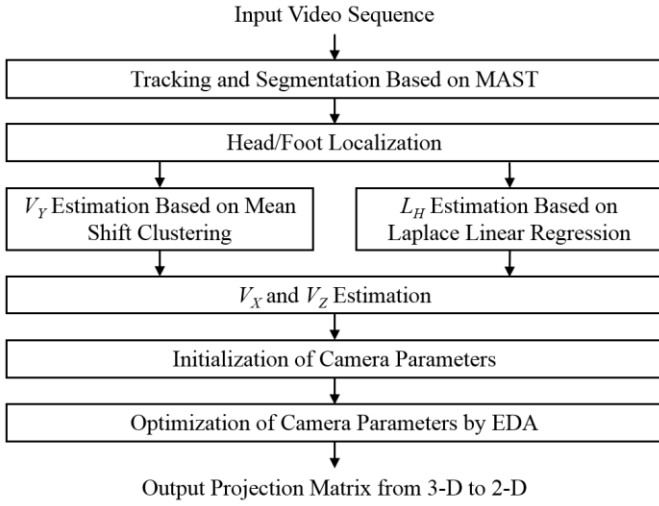 Input Video Sequence
Tracking and Segmentation Based on MAST
Head/Foot Localization
V_Y Estimation Based on Mean
Shift Clustering
L_H Estimation Based on
Laplace Linear Regression
V_X and V_Z Estimation
Initialization of Camera Parameters
Optimization of Camera Parameters by EDA
Output Projection Matrix from 3-D to 2-D